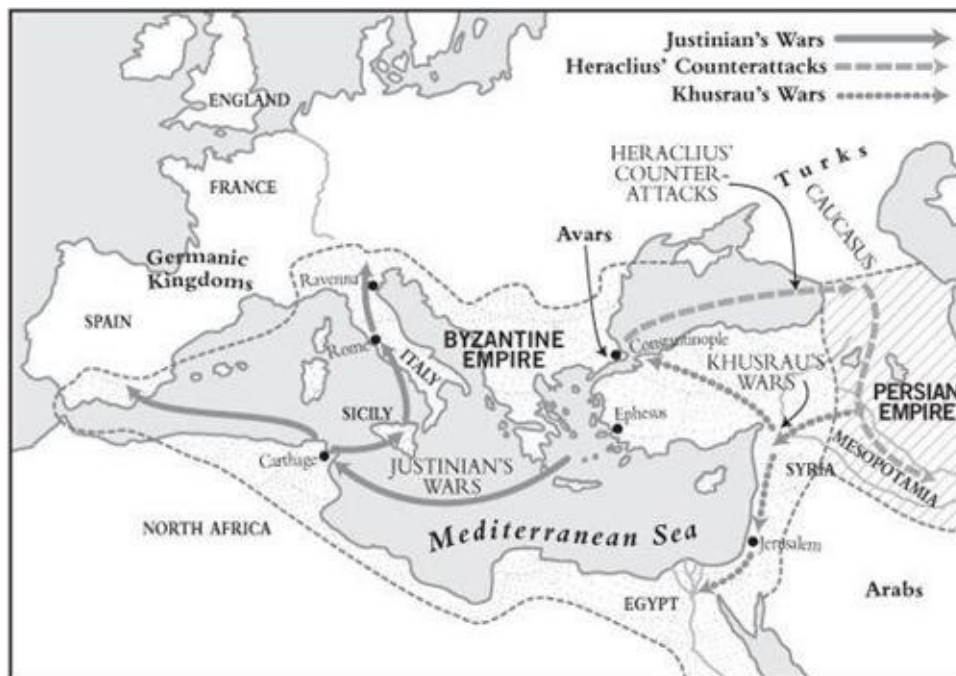 Justinian's Wars
Heraclius' Counterattacks
Khusrau's Wars
ENGLAND
HERACLIUS'
COUNTER-
ATTACKS
Turks
CAUCASUS
FRANCE
Avars
Germanic
Kingdoms
Ravenna
SPAIN
BYZANTINE
EMPIRE
Constantinople
Rome
ITALY
KHUSRAU'S
WARS
PERSIAN
EMPIRE
SICILY
Ephesus
Carthage
JUSTINIAN'S
WARS
SYRIA
MESOPOTAMIA
NORTH AFRICA
Mediterranean Sea
Jerusalem
EGYPT
Arabs